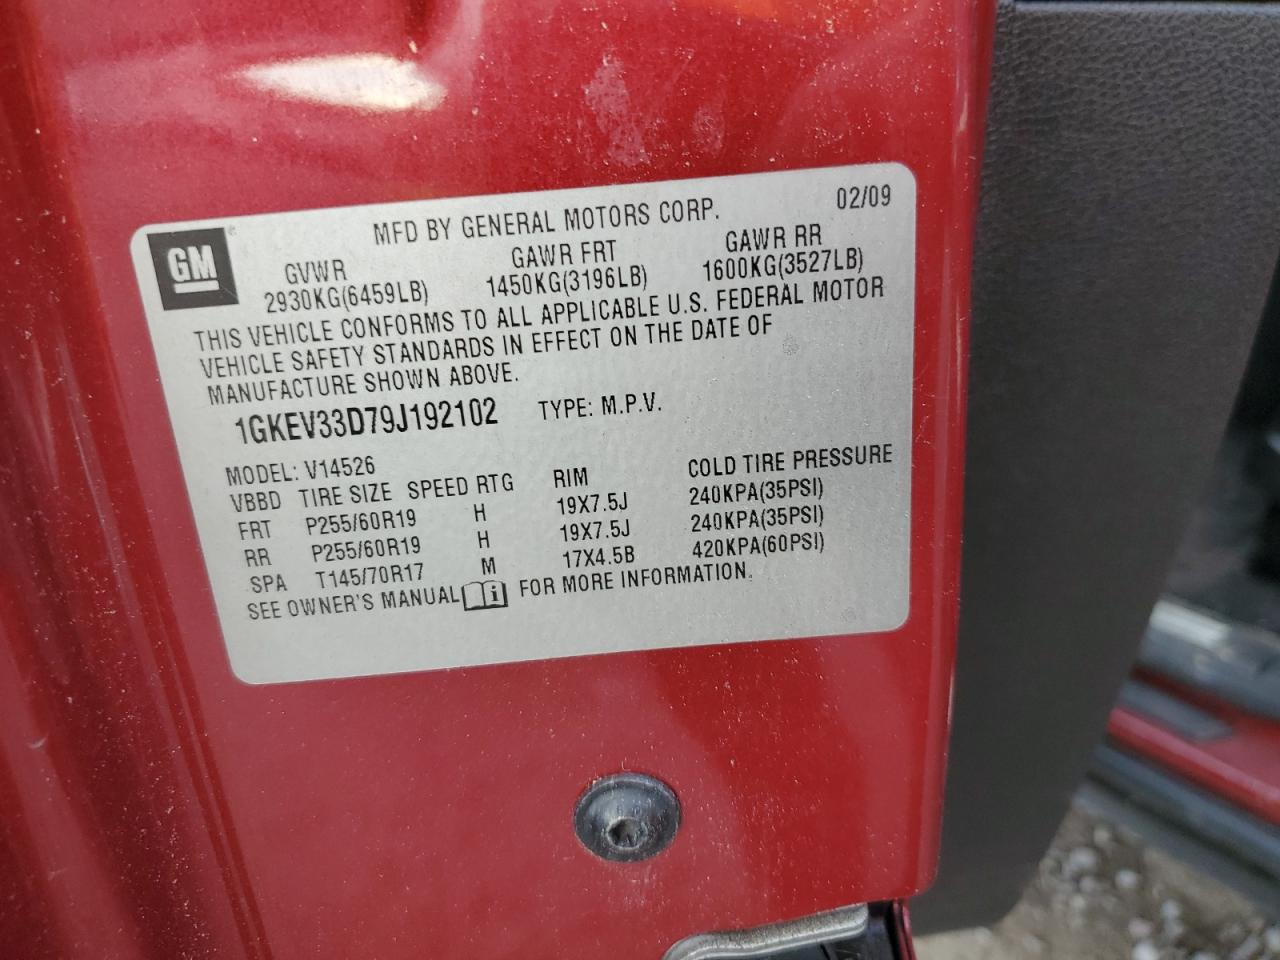 MFD BY GENERAL MOTORS CORP. 02/09
GM
GVWR GAWR FRT GAWR RR
2930KG(6459LB) 1450KG(3196LB) 1600KG(3527LB)
THIS VEHICLE CONFORMS TO ALL APPLICABLE U.S. FEDERAL MOTOR
VEHICLE SAFETY STANDARDS IN EFFECT ON THE DATE OF
MANUFACTURE SHOWN ABOVE.
1GKEV33D79J192102 TYPE: M.P.V.
MODEL: V14526
VBBD TIRE SIZE SPEED RTG RIM COLD TIRE PRESSURE
FRT P255/60R19 H 19X7.5J 240KPA(35PSI)
RR P255/60R19 H 19X7.5J 240KPA(35PSI)
SPA T145/70R17 M 17X4.5B 420KPA(60PSI)
SEE OWNER'S MANUAL i FOR MORE INFORMATION.